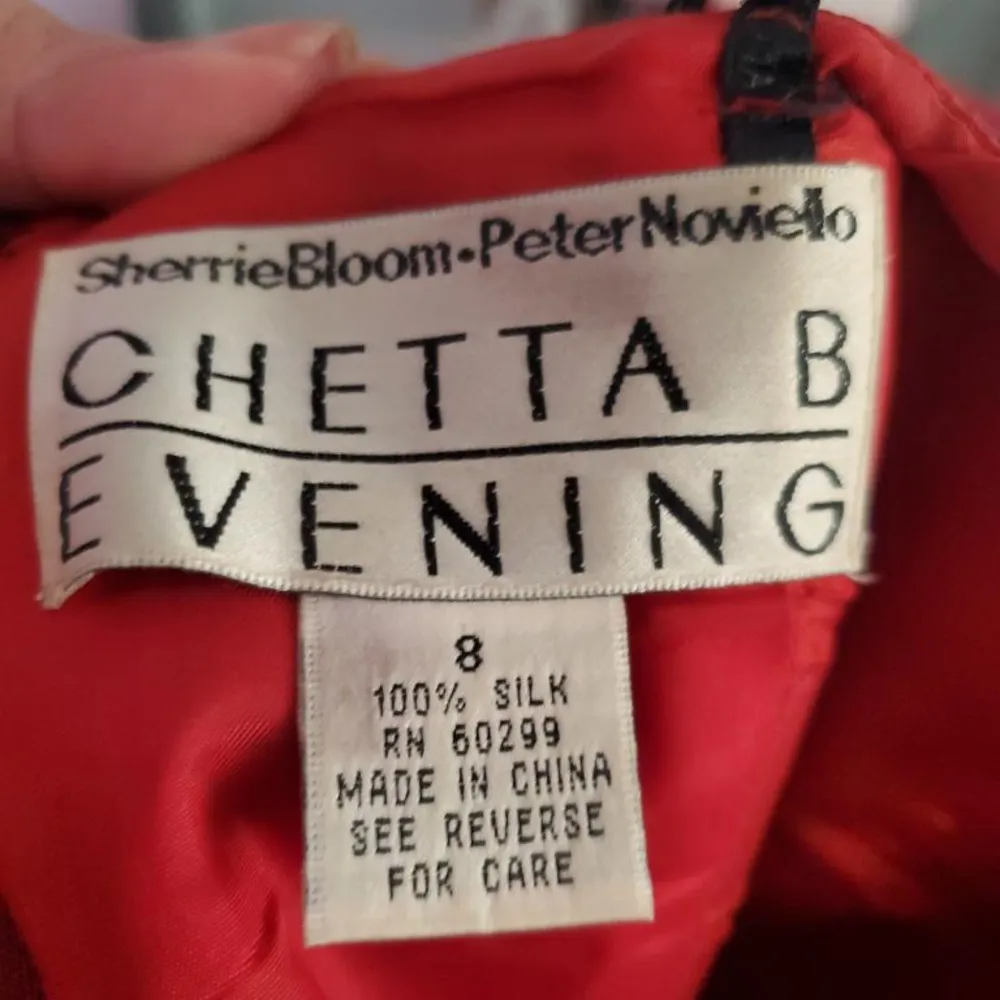 SherrieBloom•PeterNoviello
CHETTA B
EVENING
8
100% SILK
RN 60299
MADE IN CHINA
SEE REVERSE
FOR CARE